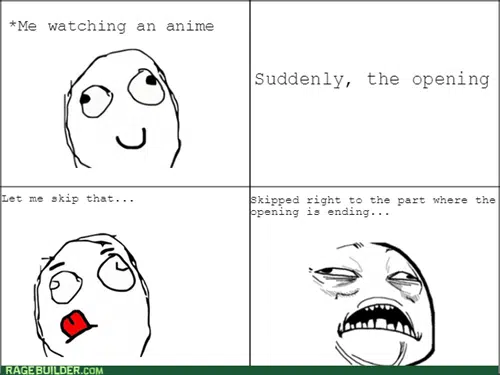 *Me watching an anime
Suddenly, the opening
Let me skip that...
Skipped right to the part where the
opening is ending...
RAGEBUILDER.COM